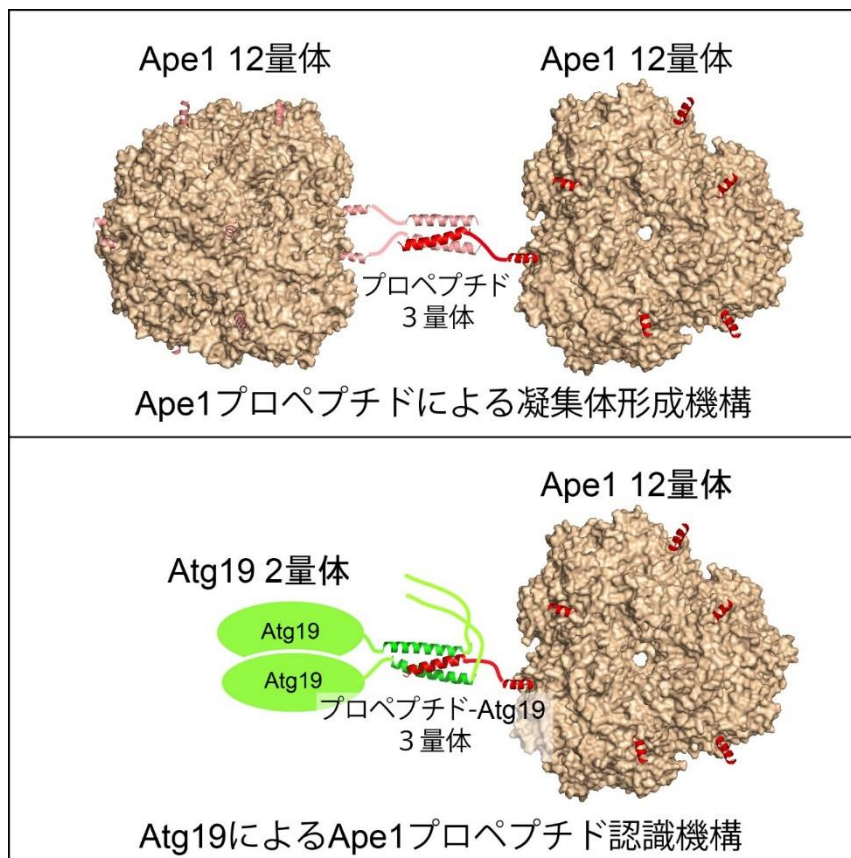 Ape1 12量体
Ape1 12量体
プロペプチド
3量体
Ape1プロペプチドによる凝集体形成機構
Ape1 12量体
Atg19 2量体
Atg19
Atg19
プロペプチド-Atg19
3量体
Atg19によるApe1プロペプチド認識機構